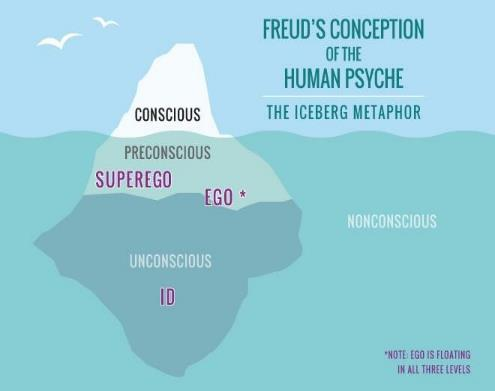 FREUD'S CONCEPTION
OF THE
HUMAN PSYCHE
THE ICEBERG METAPHOR
CONSCIOUS
PRECONSCIOUS
SUPEREGO
EGO *
NONCONSCIOUS
UNCONSCIOUS
ID
*NOTE: EGO IS FLOATING
IN ALL THREE LEVELS